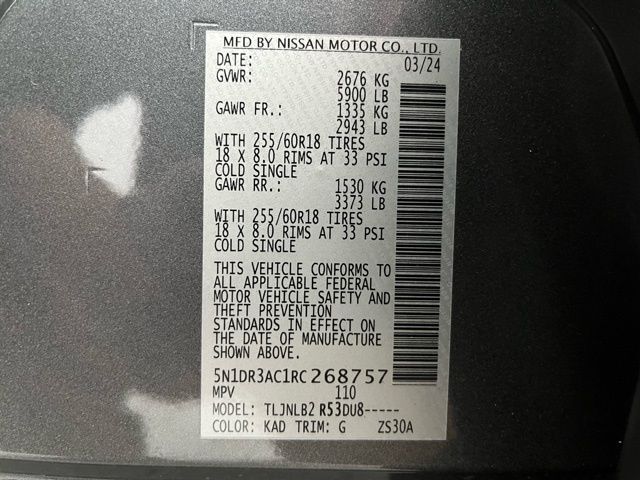 MFD BY NISSAN MOTOR CO., LTD.
DATE: 03/24
GVWR: 2676 KG
5900 LB
GAWR FR.: 1335 KG
2943 LB
WITH 255/60R18 TIRES
18 X 8.0 RIMS AT 33 PSI
COLD SINGLE
GAWR RR.: 1530 KG
3373 LB
WITH 255/60R18 TIRES
18 X 8.0 RIMS AT 33 PSI
COLD SINGLE
THIS VEHICLE CONFORMS TO
ALL APPLICABLE FEDERAL
MOTOR VEHICLE SAFETY AND
THEFT PREVENTION
STANDARDS IN EFFECT ON
THE DATE OF MANUFACTURE
SHOWN ABOVE.
5N1DR3AC1RC268757
MPV 110
MODEL: TLJNLB2 R53DU8-----
COLOR: KAD TRIM: G ZS30A